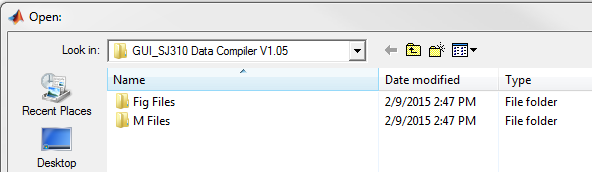 Open:
Look in: GUI_SJ310 Data Compiler V1.05
Name Date modified Type
Recent Places
Fig Files 2/9/2015 2:47 PM File folder
M Files 2/9/2015 2:47 PM File folder
Desktop